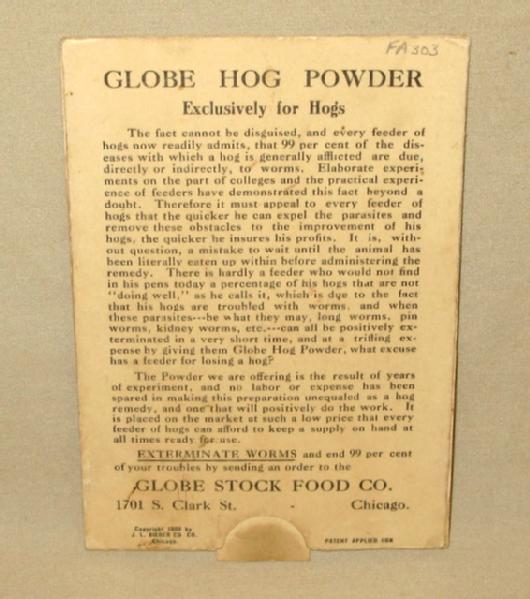 FA 303
GLOBE HOG POWDER
Exclusively for Hogs
The fact cannot be disguised, and every feeder of
hogs now readily admits, that 99 per cent of the dis-
eases with which a hog is generally afflicted are due,
directly or indirectly, to worms. Elaborate experi-
ments on the part of colleges and the practical experi-
ence of feeders have demonstrated this fact beyond a
doubt. Therefore it must appeal to every feeder of
hogs that the quicker he can expel the parasites and
remove these obstacles to the improvement of his
hogs, the quicker he insures his profits. It is, with-
out question, a mistake to wait until the animal has
been literally eaten up within before administering the
remedy. There is hardly a feeder who would not find
in his pens today a percentage of his hogs that are not
"doing well," as he calls it, which is due to the fact
that his hogs are troubled with worms, and when
these parasites---be what they may, long worms, pin
worms, kidney worms, etc.---can all be positively ex-
terminated in a very short time, and at a trifling ex-
pense by giving them Globe Hog Powder, what excuse
has a feeder for losing a hog?
The Powder we are offering is the result of years
of experiment, and no labor or expense has been
spared in making this preparation unequaled as a hog
remedy, and one that will positively do the work. It
is placed on the market at such a low price that every
feeder of hogs can afford to keep a supply on hand at
all times ready for use.
EXTERMINATE WORMS and end 99 per cent
of your troubles by sending an order to the
GLOBE STOCK FOOD CO.
1701 S. Clark St. Chicago.
Copyright by
J. L. CO.
Chicago.
PATENT APPLIED FOR